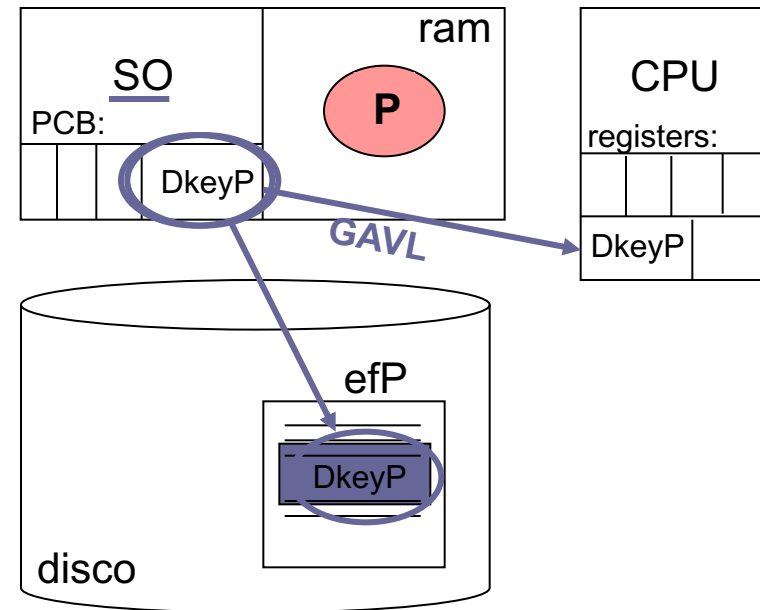 ram
SO
CPU
P
PCB:
registers:
DkeyP
GAVL
DkeyP
efP
DkeyP
disco